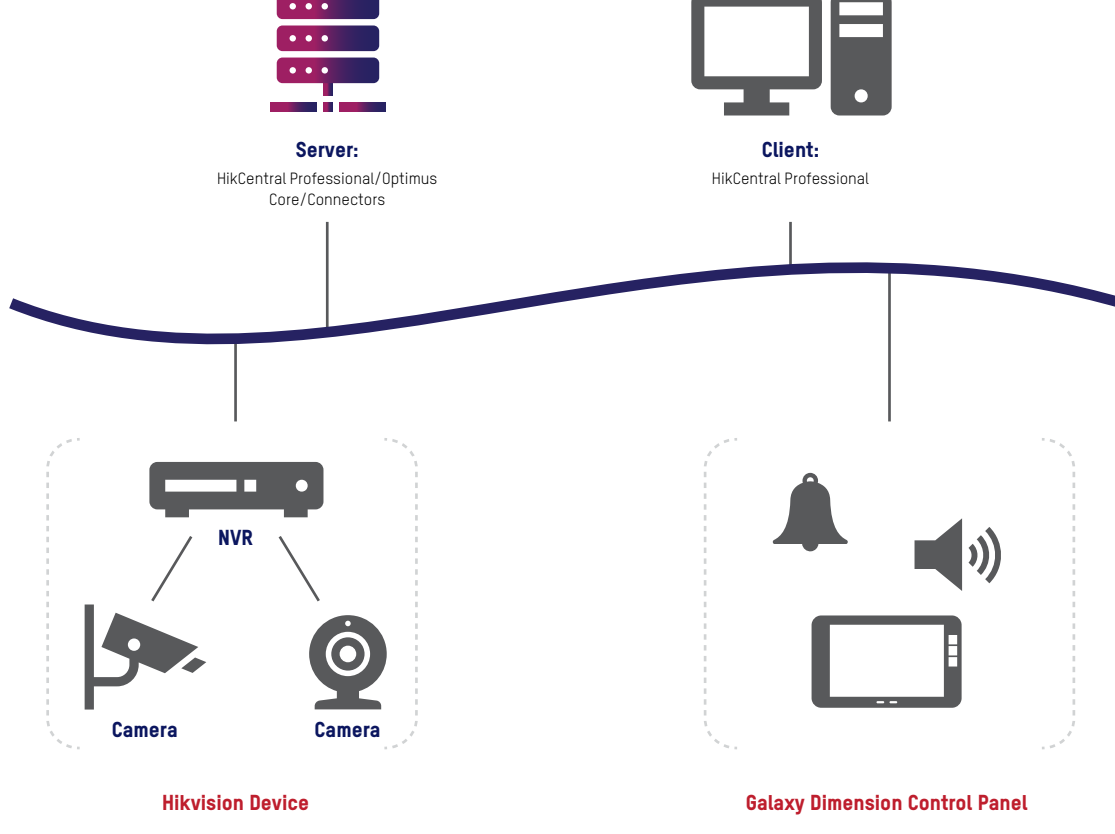 Server:
HikCentral Professional/Optimus
Core/Connectors
Client:
HikCentral Professional
NVR
Camera
Camera
Hikvision Device
Galaxy Dimension Control Panel